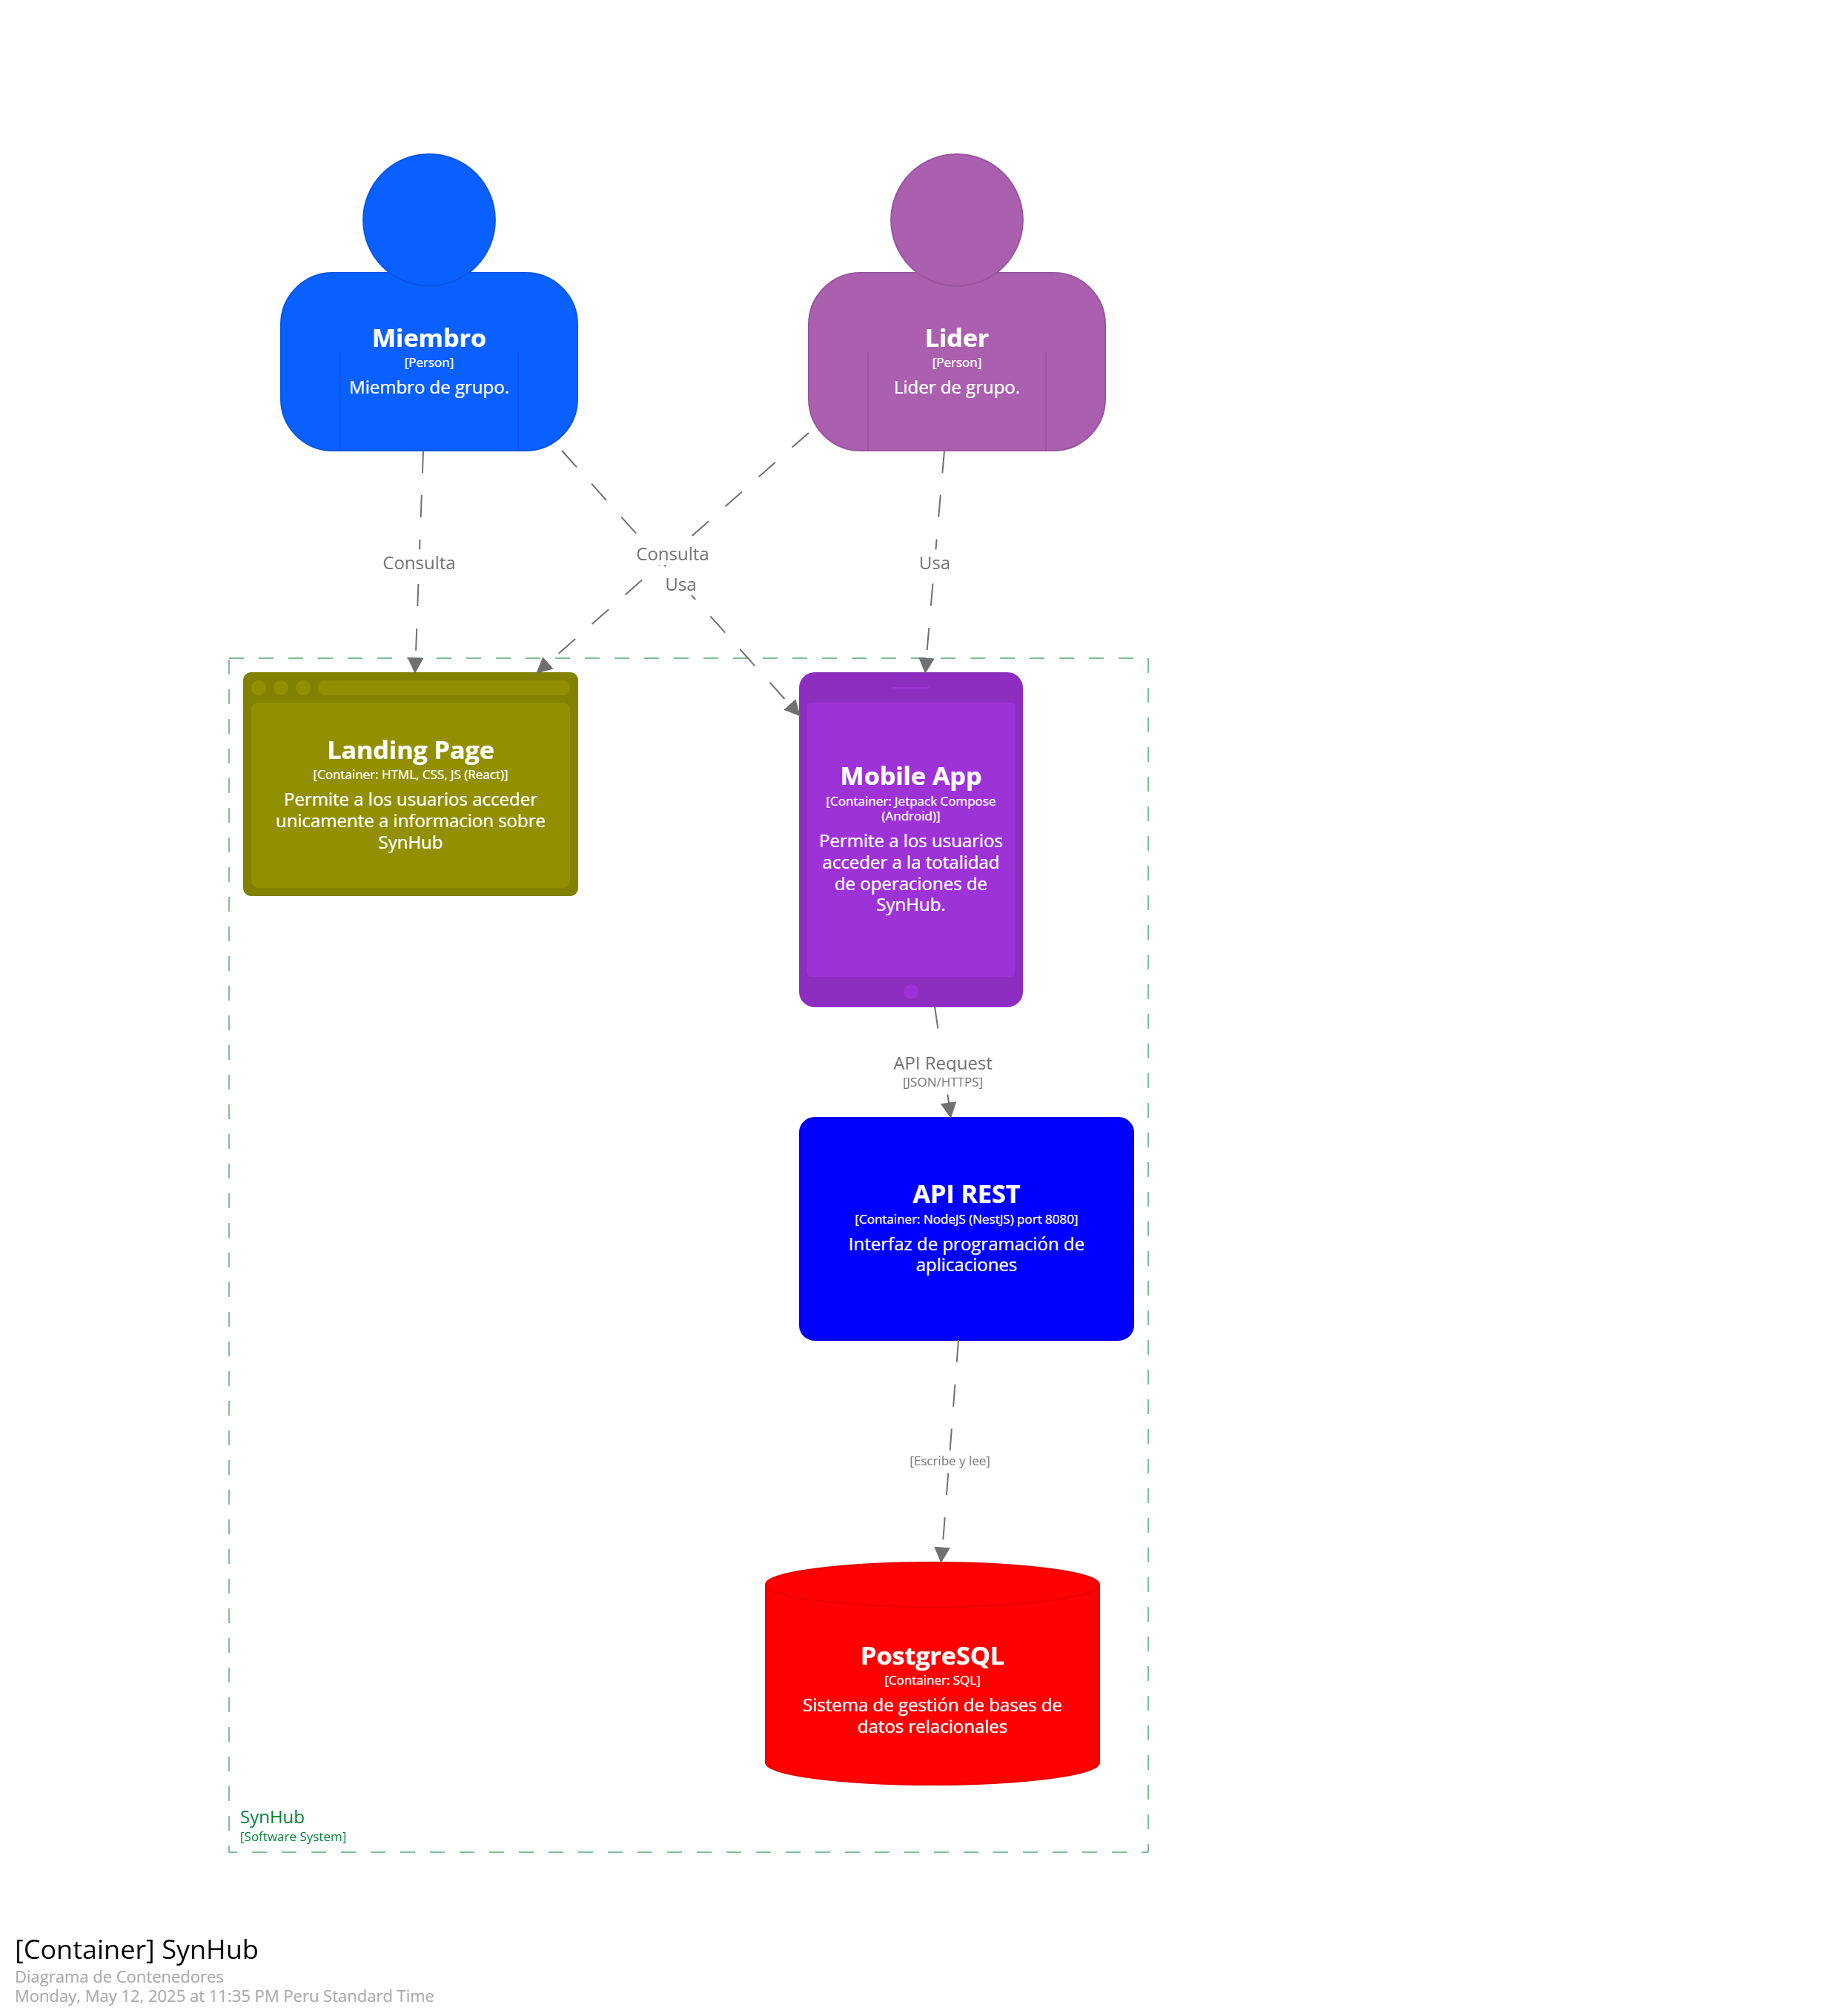 Miembro
[Person]
Miembro de grupo.
Lider
[Person]
Lider de grupo.
Consulta
Consulta
Usa
Usa
Landing Page
[Container: HTML, CSS, JS (React)]
Permite a los usuarios acceder
unicamente a informacion sobre
SynHub
Mobile App
[Container: Jetpack Compose
(Android)]
Permite a los usuarios
acceder a la totalidad
de operaciones de
SynHub.
API Request
[JSON/HTTPS]
API REST
[Container: NodeJS (NestJS) port 8080]
Interfaz de programación de
aplicaciones
[Escribe y lee]
PostgreSQL
[Container: SQL]
Sistema de gestión de bases de
datos relacionales
SynHub
[Software System]
[Container] SynHub
Diagrama de Contenedores
Monday, May 12, 2025 at 11:35 PM Peru Standard Time